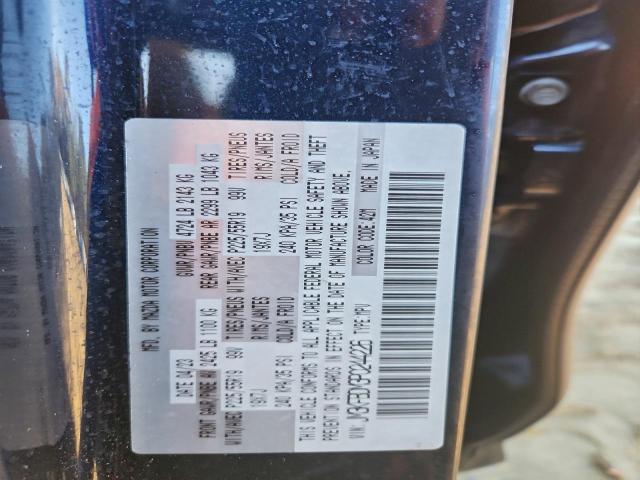 MFD. BY MAZDA MOTOR CORPORATION
DATE 04/23 GVWR/PNBV 4724 LB 2143 KG
FRONT GAWR/PNBE AV 2425 LB 1100 KG REAR GAWR/PNBE AR 2299 LB 1043 KG
WITH/AVEC P225/55R19 99V TIRES/PNEUS WITH/AVEC P225/55R19 99V TIRES/PNEUS
19X7J RIMS/JANTES 19X7J RIMS/JANTES
240 KPA/35 PSI COLD/A FROID 240 KPA/35 PSI COLD/A FROID
THIS VEHICLE CONFORMS TO ALL APPLICABLE FEDERAL MOTOR VEHICLE SAFETY AND THEFT
PREVENTION STANDARDS IN EFFECT ON THE DATE OF MANUFACTURE SHOWN ABOVE.
COLOR CODE: 42M MADE IN JAPAN
VIN: TYPE: MPV